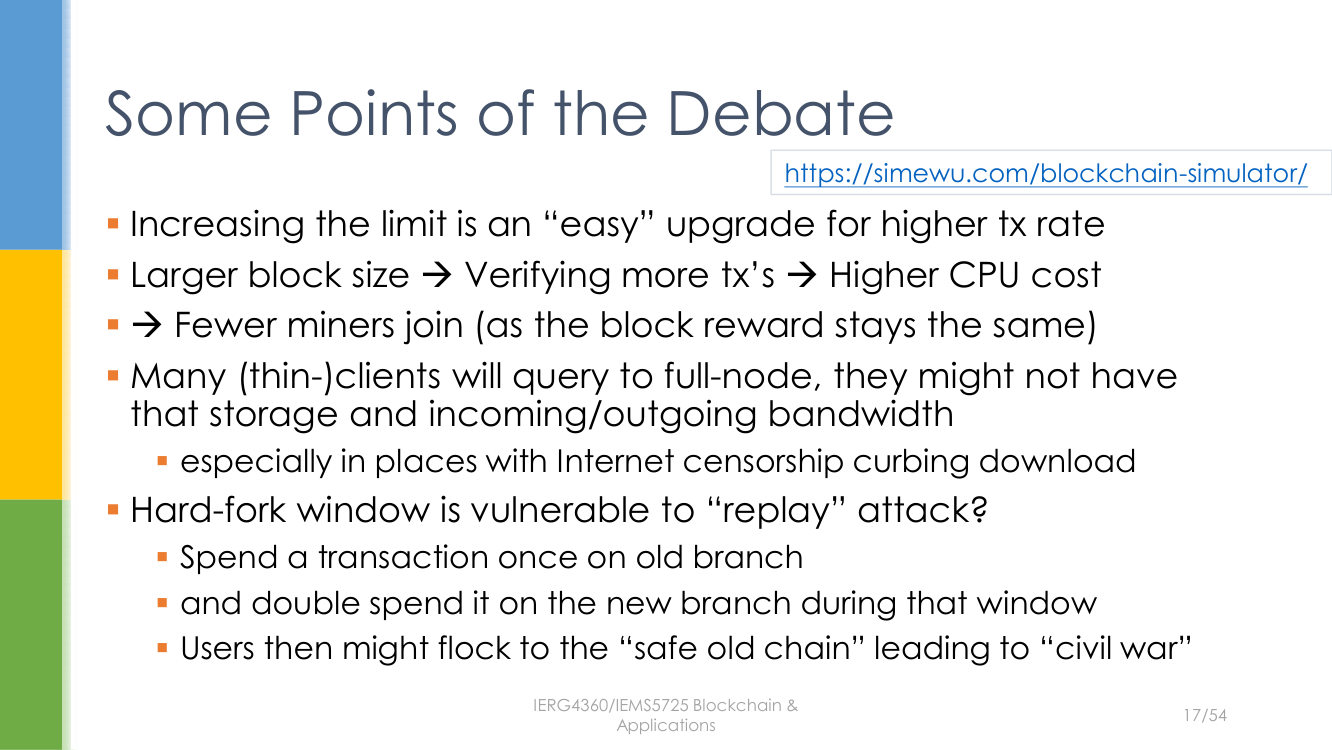 Some Points of the Debate
https://simewu.com/blockchain-simulator/
▪ Increasing the limit is an “easy” upgrade for higher tx rate
▪ Larger block size → Verifying more tx’s → Higher CPU cost
▪ → Fewer miners join (as the block reward stays the same)
▪ Many (thin-)clients will query to full-node, they might not have
that storage and incoming/outgoing bandwidth
▪ especially in places with Internet censorship curbing download
▪ Hard-fork window is vulnerable to “replay” attack?
▪ Spend a transaction once on old branch
▪ and double spend it on the new branch during that window
▪ Users then might flock to the “safe old chain” leading to “civil war”
IERG4360/IEMS5725 Blockchain &
Applications
17/54